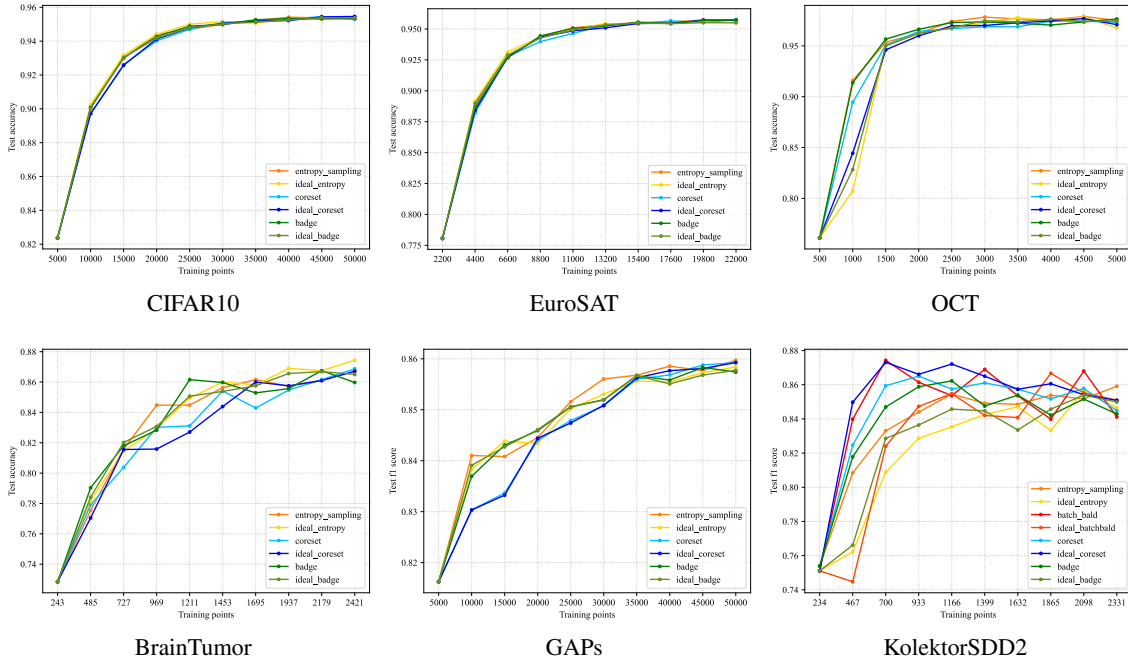 0.96
0.94
0.92
0.90
0.88
0.86
0.84
0.82
Test accuracy
5000 10000 15000 20000 25000 30000 35000 40000 45000 50000
Training points
entropy_sampling
ideal_entropy
coreset
ideal_coreset
badge
ideal_badge
CIFAR10
0.950
0.925
0.900
0.875
0.850
0.825
0.800
0.775
Test accuracy
2200 4400 6600 8800 11000 13200 15400 17600 19800 22000
Training points
entropy_sampling
ideal_entropy
coreset
ideal_coreset
badge
ideal_badge
EuroSAT
0.95
0.90
0.85
0.80
Test accuracy
500 1000 1500 2000 2500 3000 3500 4000 4500 5000
Training points
entropy_sampling
ideal_entropy
coreset
ideal_coreset
badge
ideal_badge
OCT
0.88
0.86
0.84
0.82
0.80
0.78
0.76
0.74
Test accuracy
243 485 727 969 1211 1453 1695 1937 2179 2421
Training points
entropy_sampling
ideal_entropy
coreset
ideal_coreset
badge
ideal_badge
BrainTumor
0.86
0.85
0.84
0.83
0.82
Test f1 score
5000 10000 15000 20000 25000 30000 35000 40000 45000 50000
Training points
entropy_sampling
ideal_entropy
coreset
ideal_coreset
badge
ideal_badge
GAPs
0.88
0.86
0.84
0.82
0.80
0.78
0.76
0.74
Test f1 score
234 467 700 933 1166 1399 1632 1865 2098 2331
Training points
entropy_sampling
ideal_entropy
batch_bald
ideal_batchbald
coreset
ideal_coreset
badge
ideal_badge
KolektorSDD2